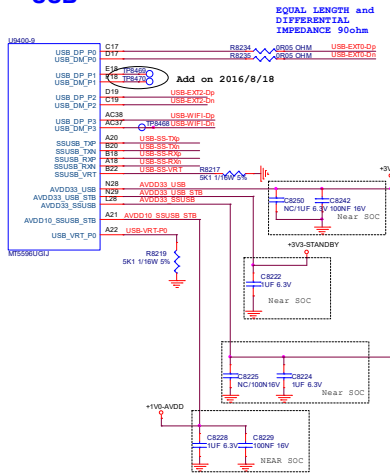 USB
EQUAL LENGTH and
DIFFERENTIAL
IMPEDANCE 90ohm
U9400-9
USB_DP_P0 C17 R8234 0R05 OHM USB-EXT0-Dp
USB_DM_P0 D17 R8235 0R05 OHM USB-EXT0-Dn
USB_DP_P1 E18 TP8469
USB_DM_P1 F18 TP8470 Add on 2016/8/18
USB_DP_P2 D19 USB-EXT2-Dp
USB_DM_P2 C19 USB-EXT2-Dn
USB_DP_P3 AC38 USB-WIFI-Dp
USB_DM_P3 AC37 TP8468 USB-WIFI-Dn
SSUSB_TXP A20 USB-SS-TXp
SSUSB_TXN B20 USB-SS-TXn
SSUSB_RXP B18 USB-SS-RXp
SSUSB_RXN A18 USB-SS-RXn
SSUSB_VRT B22 USB-SS-VRT R8217
5K1 1/16W 5%
+3V
AVDD33_USB N28 AVDD33_USB
AVDD33_USB_STB N29 AVDD33_USB_STB
AVDD33_SSUSB L28 AVDD33_SSUSB
C8250 C8242
NC/1UF 6.3V 100NF 16V
Near SOC
AVDD10_SSUSB_STB A21 AVDD10_SSUSB_STB
USB_VRT_P0 A22 USB-VRT-P0
MT5596UGIJ
R8219
5K1 1/16W 5%
+3V3-STANDBY
C8222
1UF 6.3V
Near SOC
C8225 C8224
NC/100N16V 1UF 6.3V
Near SOC
+1V0-AVDD
C8228 C8229
1UF 6.3V 100NF 16V
NEAR SOC